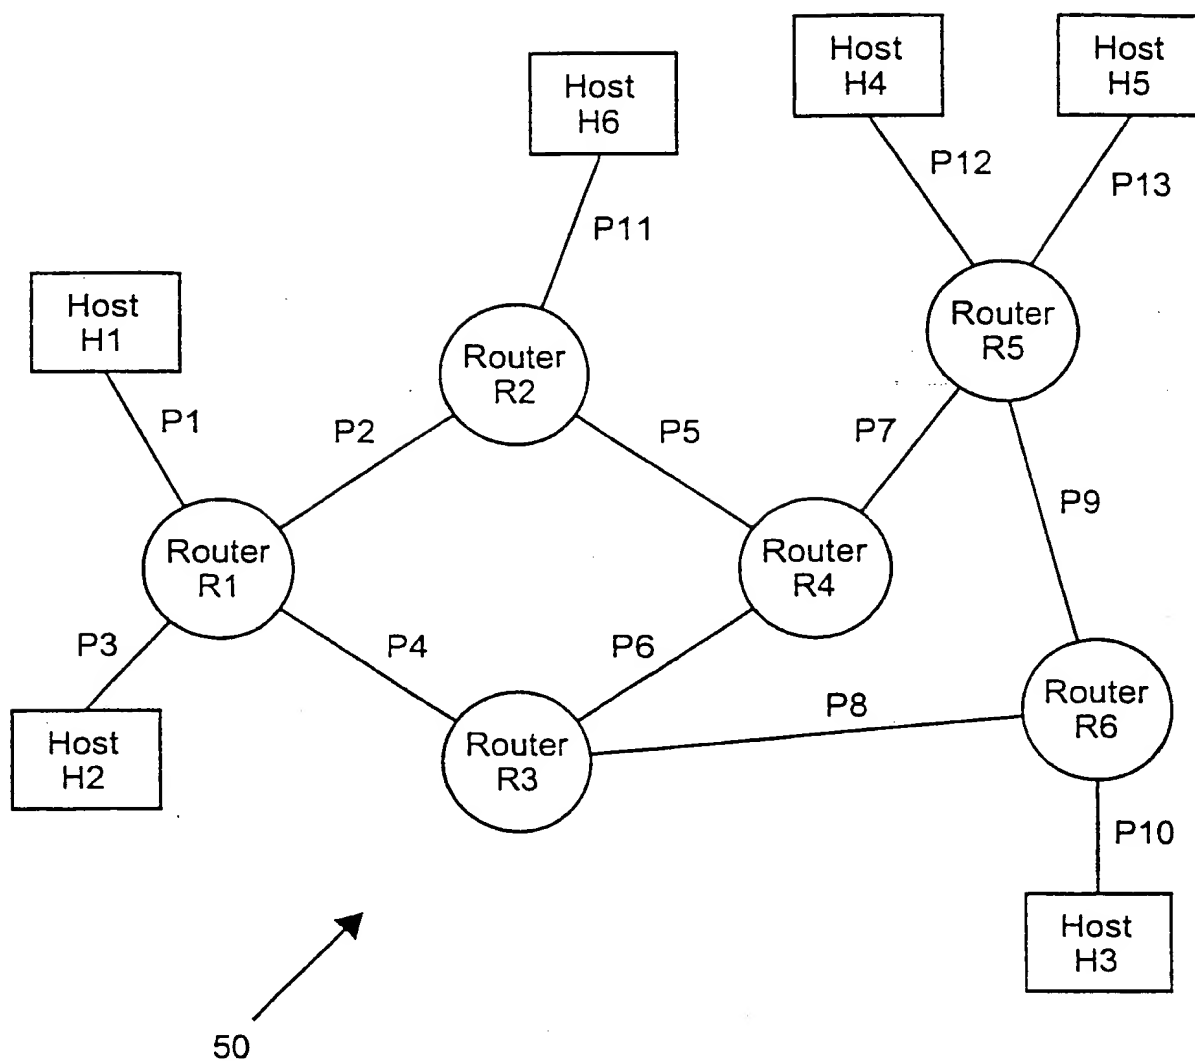 Host
H4
Host
H5
Host
H6
P12
P13
P11
Host
H1
Router
R5
Router
R2
P1
P2
P5
P7
P9
Router
R1
Router
R4
P3
P4
P6
P8
Router
R6
Host
H2
Router
R3
P10
Host
H3
50